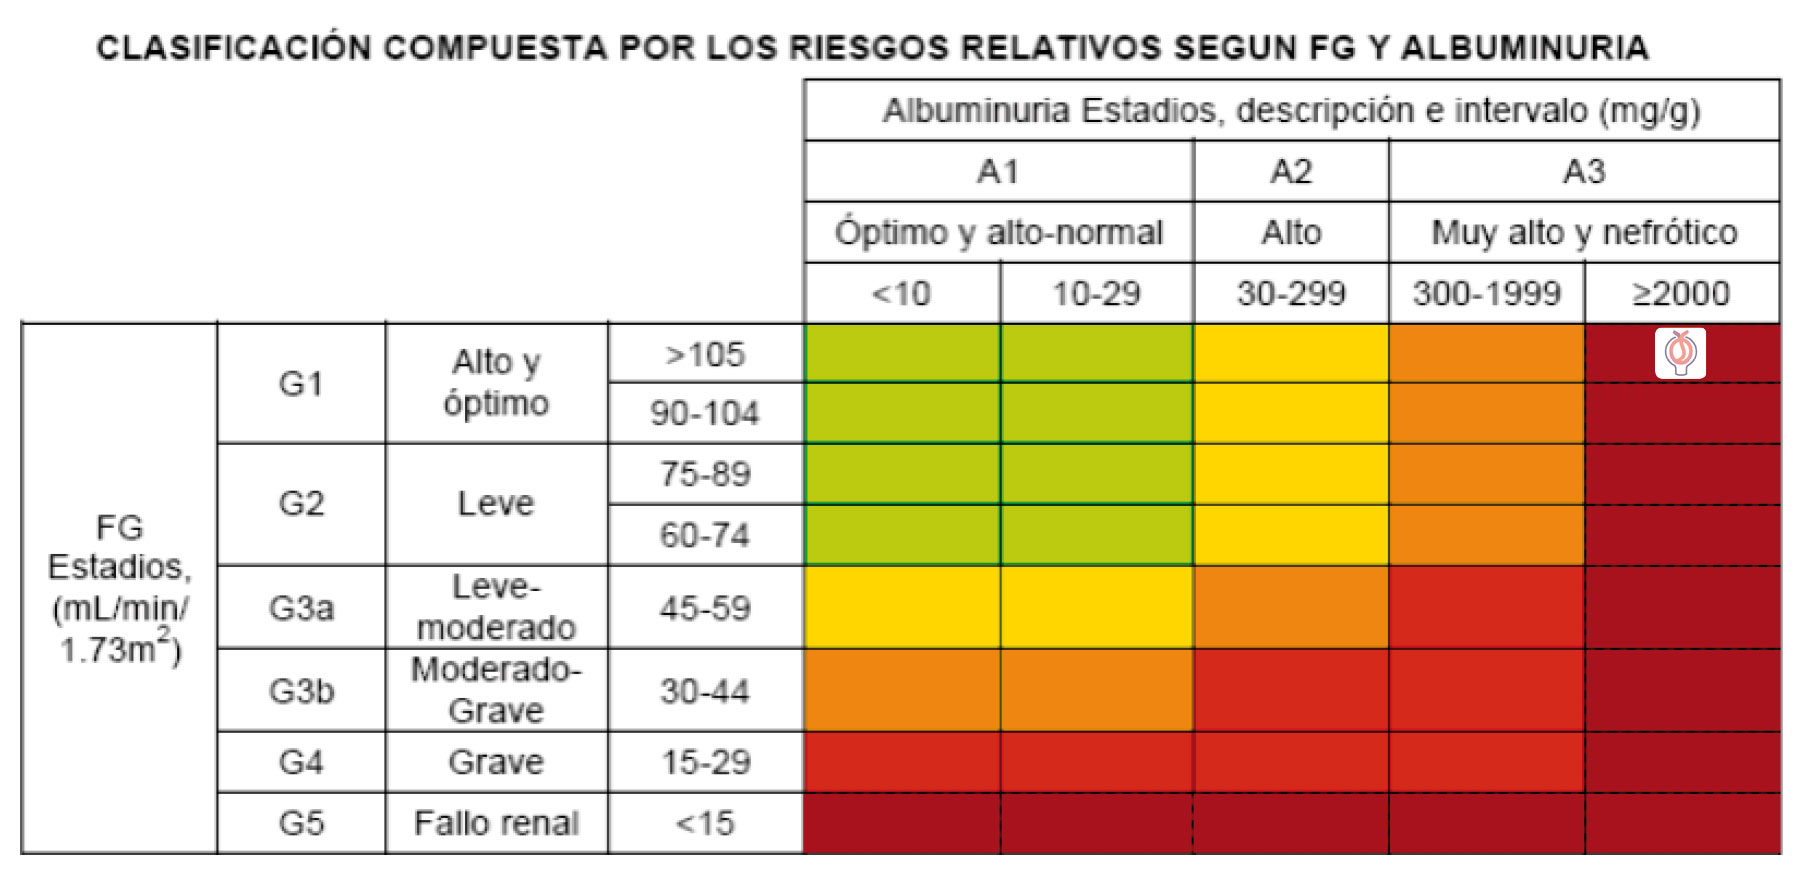 CLASIFICACIÓN COMPUESTA POR LOS RIESGOS RELATIVOS SEGUN FG Y ALBUMINURIA
Albuminuria Estadios, descripción e intervalo (mg/g)
A1 A2 A3
Óptimo y alto-normal Alto Muy alto y nefrótico
<10 10-29 30-299 300-1999 ≥2000
FG
Estadios,
(mL/min/
1.73m²)
G1
Alto y
óptimo
>105
90-104
G2
Leve
75-89
60-74
G3a
Leve-
moderado
45-59
G3b
Moderado-
Grave
30-44
G4
Grave
15-29
G5
Fallo renal
<15